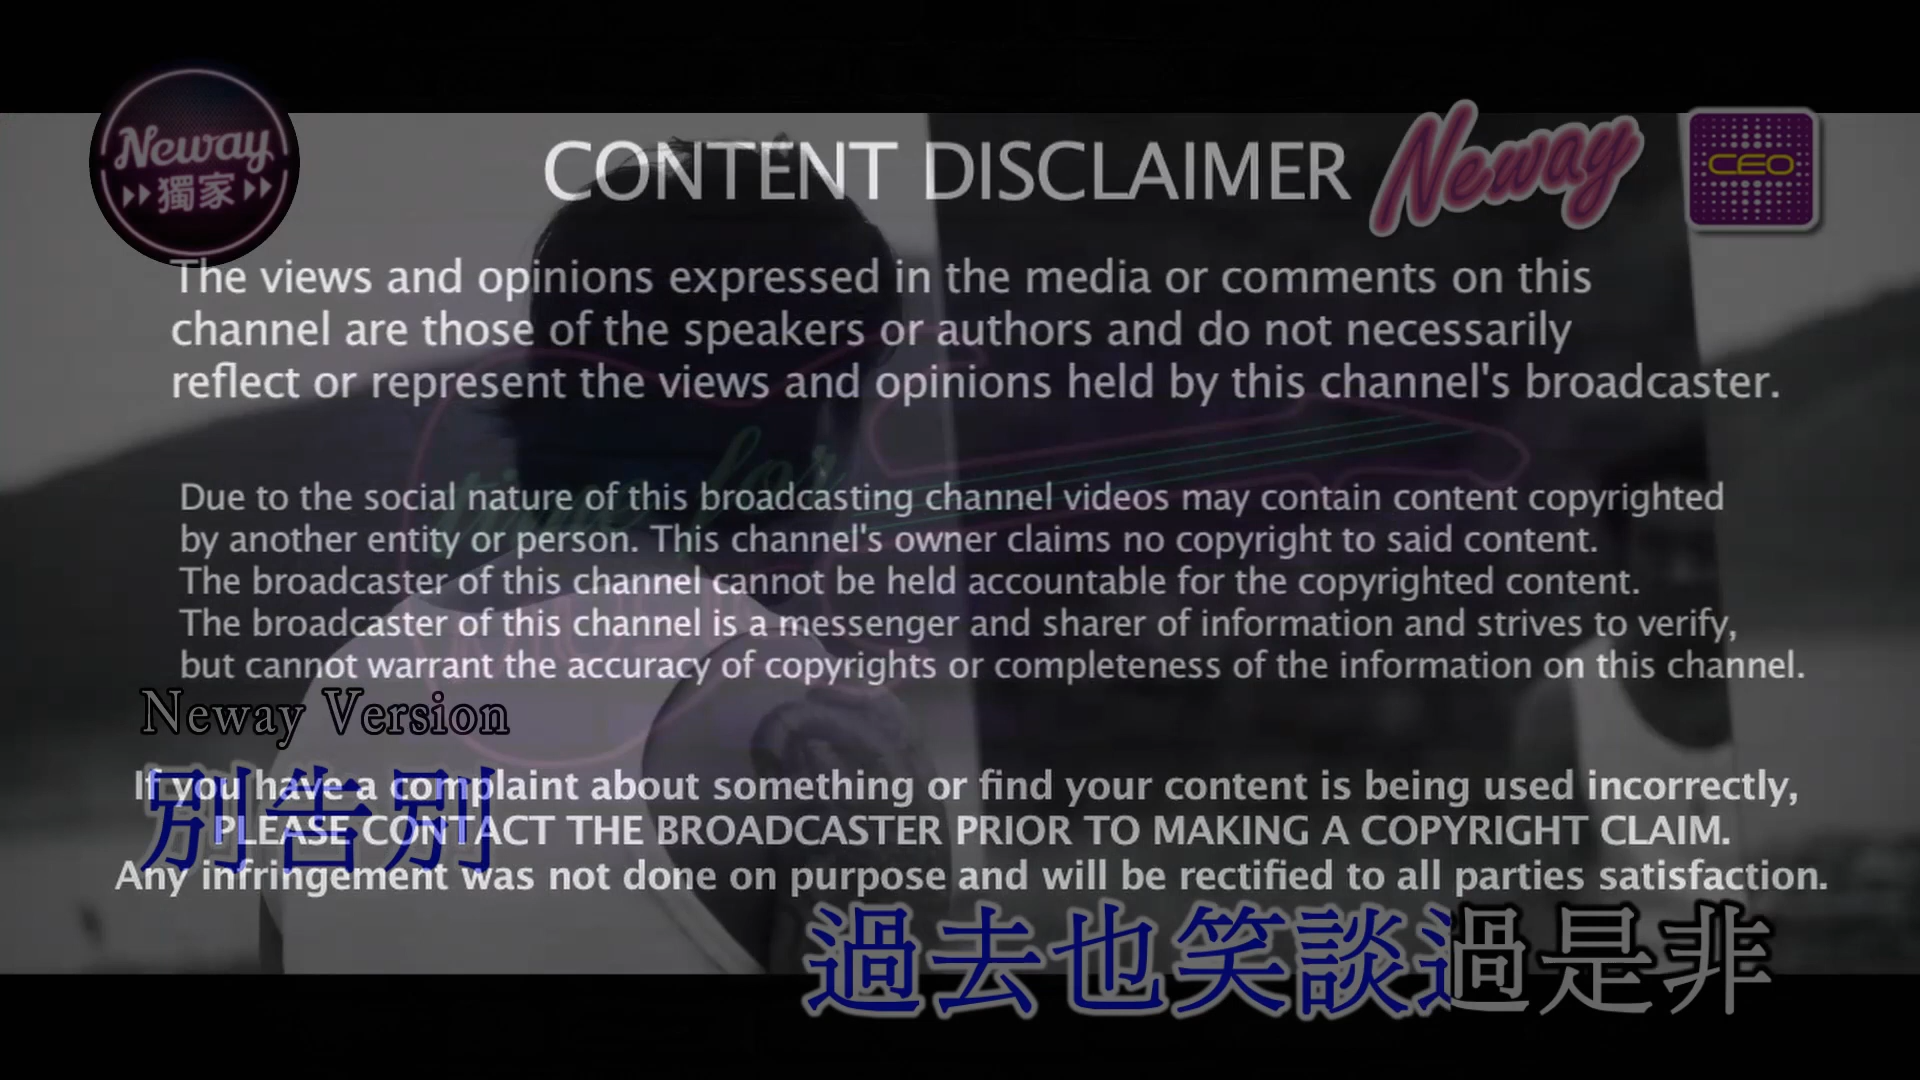 Neway
獨家
CONTENT DISCLAIMER
Neway
CEO
The views and opinions expressed in the media or comments on this
channel are those of the speakers or authors and do not necessarily
reflect or represent the views and opinions held by this channel's broadcaster.
time for
Due to the social nature of this broadcasting channel videos may contain content copyrighted
by another entity or person. This channel's owner claims no copyright to said content.
The broadcaster of this channel cannot be held accountable for the copyrighted content.
The broadcaster of this channel is a messenger and sharer of information and strives to verify,
but cannot warrant the accuracy of copyrights or completeness of the information on this channel.
Neway Version
別告別
If you have a complaint about something or find your content is being used incorrectly,
PLEASE CONTACT THE BROADCASTER PRIOR TO MAKING A COPYRIGHT CLAIM.
Any infringement was not done on purpose and will be rectified to all parties satisfaction.
過去也笑談過是非